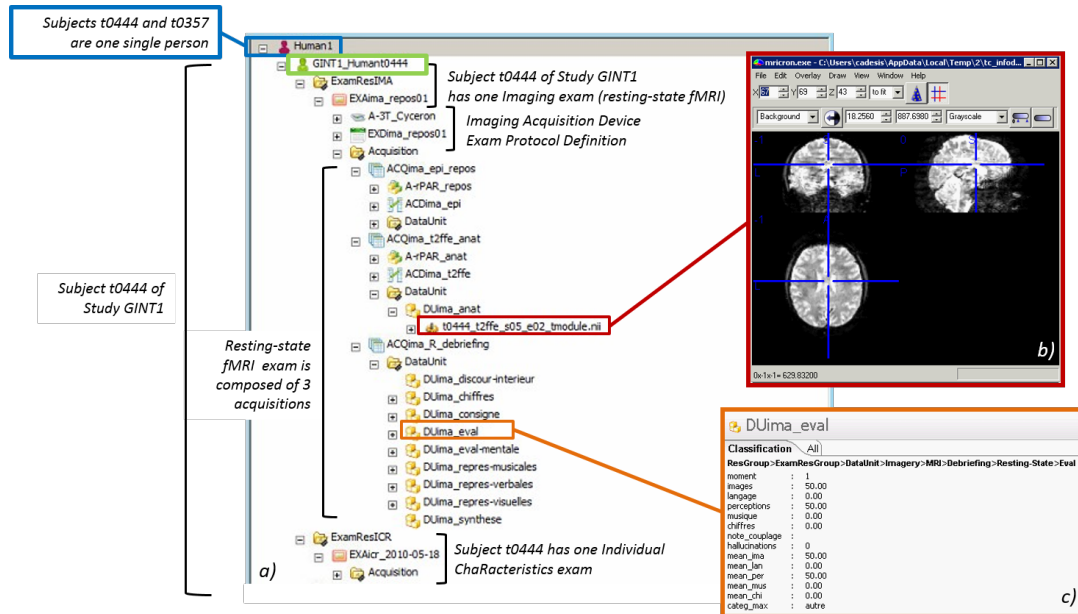 Subjects t0444 and t0357
are one single person
Human1
GINT1_Humant0444
ExamResIMA
EXAima_repos01
A-3T_Cyceron
EXDima_repos01
Acquisition
ACQima_epi_repos
A-rPAR_repos
ACDima_epi
DataUnit
ACQima_t2ffe_anat
A-rPAR_anat
ACDima_t2ffe
DataUnit
DUima_anat
t0444_t2ffe_s05_e02_tmodule.nii
ACQima_R_debriefing
DataUnit
DUima_discour-interieur
DUima_chiffres
DUima_consigne
DUima_eval
DUima_eval-mentale
DUima_repres-musicales
DUima_repres-verbales
DUima_repres-visuelles
DUima_synthese
ExamResICR
EXAicr_2010-05-18
Acquisition
Subject t0444 of Study GINT1
has one Imaging exam (resting-state fMRI)
Imaging Acquisition Device
Exam Protocol Definition
Subject t0444 of
Study GINT1
Resting-state
fMRI exam is
composed of 3
acquisitions
Subject t0444 has one Individual
ChaRacteristics exam
a)
mricron.exe - C:\Users\cadesis\AppData\Local\Temp\2\tc_infod...
File Edit Overlay Draw View Window Help
X 67 Y 69 Z 43 to fit
Background 18.2560 887.6980 Grayscale
0x-1x-1= 629.83200
b)
DUima_eval
Classification All
ResGroup>ExamResGroup>DataUnit>Imagery>MRI>Debriefing>Resting-State>Eval
moment : 1
images : 50.00
langage : 0.00
perceptions : 50.00
musique : 0.00
chiffres : 0.00
note_couplage :
hallucinations : 0
mean_ima : 50.00
mean_lan : 0.00
mean_per : 50.00
mean_mus : 0.00
mean_chi : 0.00
categ_max : autre
c)